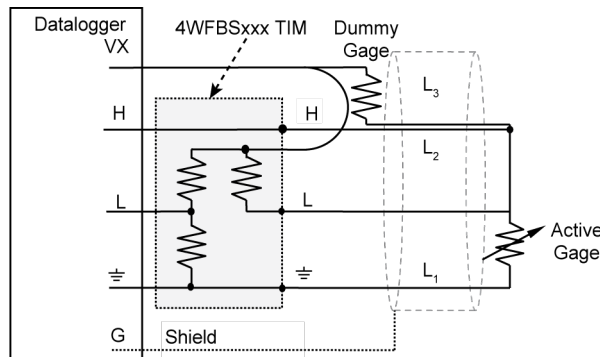 Datalogger
VX
4WFBSxxx TIM
Dummy
Gage
L3
H
H
L2
L
L
Active
Gage
L1
G
Shield